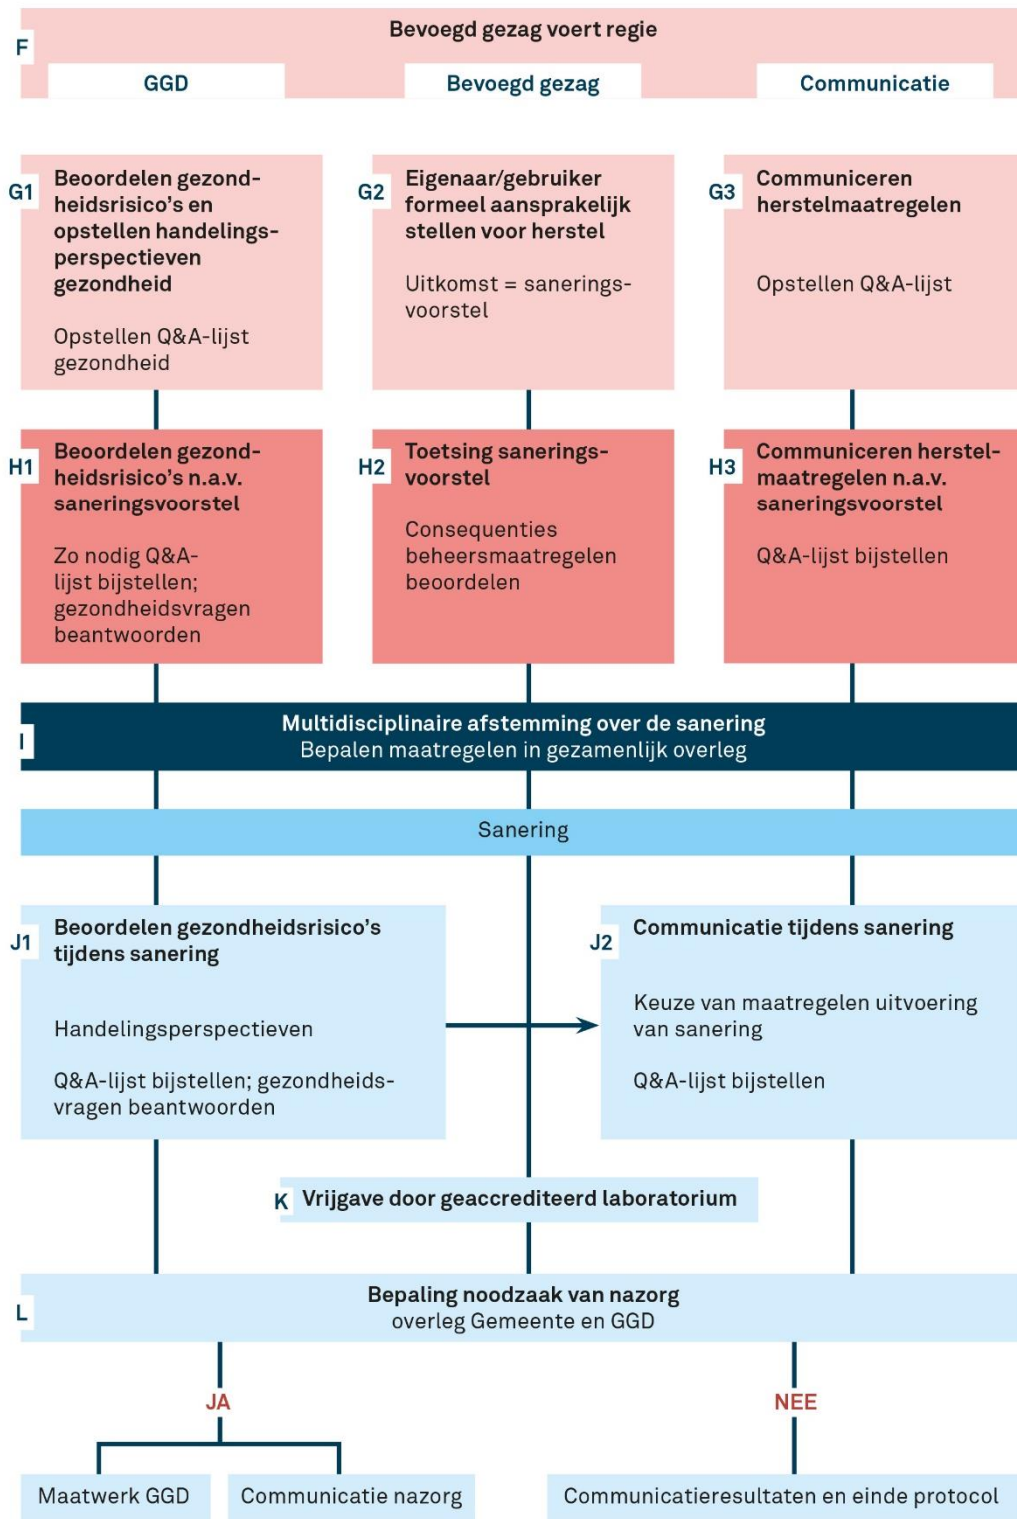 F
Bevoegd gezag voert regie
GGD
Bevoegd gezag
Communicatie
G1
Beoordelen gezond-
heidsrisico's en
opstellen handelings-
perspectieven
gezondheid
Opstellen Q&A-lijst
gezondheid
G2
Eigenaar/gebruiker
formeel aansprakelijk
stellen voor herstel
Uitkomst = sanerings-
voorstel
G3
Communiceren
herstelmaatregelen
Opstellen Q&A-lijst
H1
Beoordelen gezond-
heidsrisico's n.a.v.
saneringsvoorstel
Zo nodig Q&A-
lijst bijstellen;
gezondheidsvragen
beantwoorden
H2
Toetsing sanerings-
voorstel
Consequenties
beheersmaatregelen
beoordelen
H3
Communiceren herstel-
maatregelen n.a.v.
saneringsvoorstel
Q&A-lijst bijstellen
I
Multidisciplinaire afstemming over de sanering
Bepalen maatregelen in gezamenlijk overleg
Sanering
J1
Beoordelen gezondheidsrisico's
tijdens sanering
Handelingsperspectieven
Q&A-lijst bijstellen; gezondheids-
vragen beantwoorden
J2
Communicatie tijdens sanering
Keuze van maatregelen uitvoering
van sanering
Q&A-lijst bijstellen
K
Vrijgave door geaccrediteerd laboratorium
L
Bepaling noodzaak van nazorg
overleg Gemeente en GGD
JA
NEE
Maatwerk GGD
Communicatie nazorg
Communicatieresultaten en einde protocol